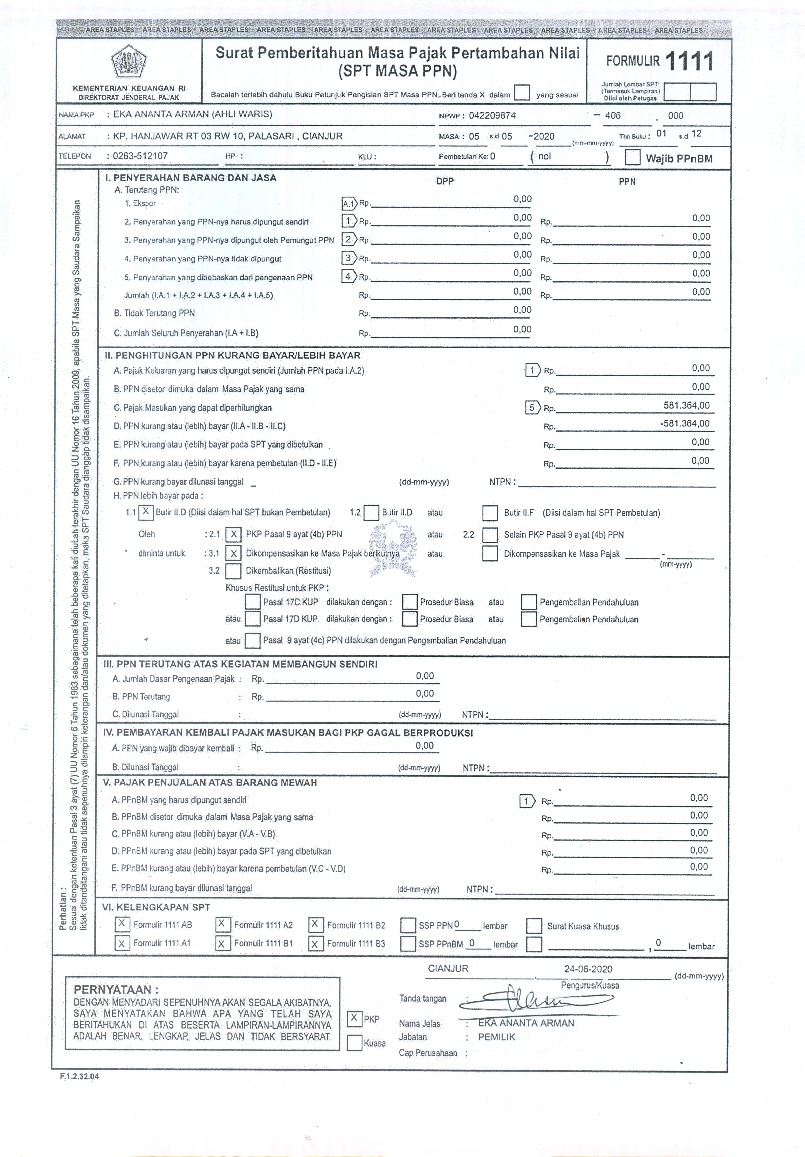 AREA STAPLES AREA STAPLES AREA STAPLES AREA STAPLES AREA STAPLES AREA STAPLES AREA STAPLES AREA STAPLES
KEMENTERIAN KEUANGAN RI
DIREKTORAT JENDERAL PAJAK
Surat Pemberitahuan Masa Pajak Pertambahan Nilai
(SPT MASA PPN)
Bacalah terlebih dahulu Buku Petunjuk Pengisian SPT Masa PPN. Beri tanda X dalam yang sesuai
FORMULIR 1111
Jumlah Lembar SPT
(Termasuk Lampiran)
Diisi oleh Petugas
NAMA PKP : EKA ANANTA ARMAN (AHLI WARIS) NPWP : 042209874 – 406 . 000
ALAMAT : KP. HANJAWAR RT 03 RW 10, PALASARI , CIANJUR MASA : 05 s.d 05 -2020 (mm-mm-yyyy) Thn Buku : 01 s.d 12
TELEPON : 0263-512107 HP : KLU : Pembetulan Ke: 0 ( nol ) Wajib PPnBM
I. PENYERAHAN BARANG DAN JASA DPP PPN
A. Terutang PPN:
1. Ekspor A.1 Rp. 0,00
2. Penyerahan yang PPN-nya harus dipungut sendiri 1 Rp. 0,00 Rp. 0,00
3. Penyerahan yang PPN-nya dipungut oleh Pemungut PPN 2 Rp. 0,00 Rp. 0,00
4. Penyerahan yang PPN-nya tidak dipungut 3 Rp. 0,00 Rp. 0,00
5. Penyerahan yang dibebaskan dari pengenaan PPN 4 Rp. 0,00 Rp. 0,00
Jumlah (I.A.1 + I.A.2 + I.A.3 + I.A.4 + I.A.5) Rp. 0,00 Rp. 0,00
B. Tidak Terutang PPN Rp. 0,00
C. Jumlah Seluruh Penyerahan (I.A + I.B) Rp. 0,00
II. PENGHITUNGAN PPN KURANG BAYAR/LEBIH BAYAR
A. Pajak Keluaran yang harus dipungut sendiri (Jumlah PPN pada I.A.2) 1 Rp. 0,00
B. PPN disetor dimuka dalam Masa Pajak yang sama Rp. 0,00
C. Pajak Masukan yang dapat diperhitungkan 5 Rp. 581.364,00
D. PPN kurang atau (lebih) bayar (II.A - II.B - II.C) Rp. -581.364,00
E. PPN kurang atau (lebih) bayar pada SPT yang dibetulkan Rp. 0,00
F. PPN kurang atau (lebih) bayar karena pembetulan (II.D - II.E) Rp. 0,00
G. PPN kurang bayar dilunasi tanggal _ (dd-mm-yyyy) NTPN :
H. PPN lebih bayar pada :
1.1 X Butir II.D (Diisi dalam hal SPT bukan Pembetulan) 1.2 Butir II.D atau Butir II.F (Diisi dalam hal SPT Pembetulan)
Oleh : 2.1 X PKP Pasal 9 ayat (4b) PPN atau 2.2 Selain PKP Pasal 9 ayat (4b) PPN
diminta untuk : 3.1 X Dikompensasikan ke Masa Pajak berikutnya atau Dikompensasikan ke Masa Pajak -
(mm-yyyy)
3.2 Dikembalikan (Restitusi)
Khusus Restitusi untuk PKP :
Pasal 17C KUP dilakukan dengan : Prosedur Biasa atau Pengembalian Pendahuluan
atau Pasal 17D KUP dilakukan dengan : Prosedur Biasa atau Pengembalian Pendahuluan
atau Pasal 9 ayat (4c) PPN dilakukan dengan Pengembalian Pendahuluan
III. PPN TERUTANG ATAS KEGIATAN MEMBANGUN SENDIRI
A. Jumlah Dasar Pengenaan Pajak : Rp. 0,00
B. PPN Terutang : Rp. 0,00
C. Dilunasi Tanggal : (dd-mm-yyyy) NTPN :
IV. PEMBAYARAN KEMBALI PAJAK MASUKAN BAGI PKP GAGAL BERPRODUKSI
A. PPN yang wajib dibayar kembali : Rp. 0,00
B. Dilunasi Tanggal : (dd-mm-yyyy) NTPN :
V. PAJAK PENJUALAN ATAS BARANG MEWAH
A. PPnBM yang harus dipungut sendiri 1 Rp. 0,00
B. PPnBM disetor dimuka dalam Masa Pajak yang sama Rp. 0,00
C. PPnBM kurang atau (lebih) bayar (V.A - V.B) Rp. 0,00
D. PPnBM kurang atau (lebih) bayar pada SPT yang dibetulkan Rp. 0,00
E. PPnBM kurang atau (lebih) bayar karena pembetulan (V.C - V.D) Rp. 0,00
F. PPnBM kurang bayar dilunasi tanggal (dd-mm-yyyy) NTPN :
VI. KELENGKAPAN SPT
X Formulir 1111 AB X Formulir 1111 A2 X Formulir 1111 B2 SSP PPN 0 lembar Surat Kuasa Khusus
X Formulir 1111 A1 X Formulir 1111 B1 X Formulir 1111 B3 SSP PPnBM 0 lembar , 0 lembar
Perhatian :
Sesuai dengan ketentuan Pasal 3 ayat (7) UU Nomor 6 Tahun 1983 sebagaimana telah beberapa kali diubah terakhir dengan UU Nomor 16 Tahun 2009, apabila SPT Masa yang Saudara Sampaikan
tidak ditandatangani atau tidak sepenuhnya dilampiri keterangan dan/atau dokumen yang ditetapkan, maka SPT Saudara dianggap tidak disampaikan.
PERNYATAAN :
DENGAN MENYADARI SEPENUHNYA AKAN SEGALA AKIBATNYA,
SAYA MENYATAKAN BAHWA APA YANG TELAH SAYA
BERITAHUKAN DI ATAS BESERTA LAMPIRAN-LAMPIRANNYA
ADALAH BENAR, LENGKAP, JELAS DAN TIDAK BERSYARAT.
X PKP
Kuasa
CIANJUR 24-06-2020 (dd-mm-yyyy)
Pengurus/Kuasa
Tanda tangan :
Nama Jelas : EKA ANANTA ARMAN
Jabatan : PEMILIK
Cap Perusahaan :
F.1.2.32.04